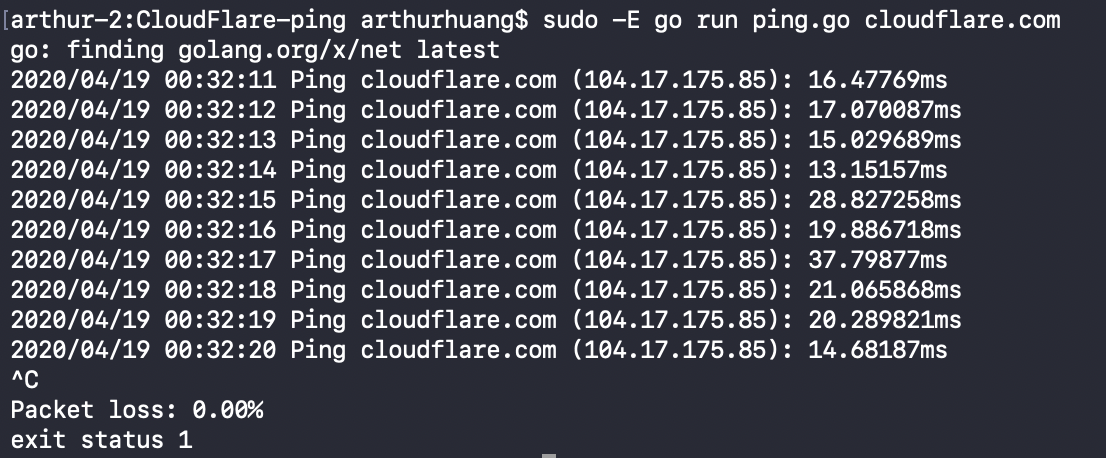 [arthur-2:CloudFlare-ping arthurhuang$ sudo -E go run ping.go cloudflare.com
go: finding golang.org/x/net latest
2020/04/19 00:32:11 Ping cloudflare.com (104.17.175.85): 16.47769ms
2020/04/19 00:32:12 Ping cloudflare.com (104.17.175.85): 17.070087ms
2020/04/19 00:32:13 Ping cloudflare.com (104.17.175.85): 15.029689ms
2020/04/19 00:32:14 Ping cloudflare.com (104.17.175.85): 13.15157ms
2020/04/19 00:32:15 Ping cloudflare.com (104.17.175.85): 28.827258ms
2020/04/19 00:32:16 Ping cloudflare.com (104.17.175.85): 19.886718ms
2020/04/19 00:32:17 Ping cloudflare.com (104.17.175.85): 37.79877ms
2020/04/19 00:32:18 Ping cloudflare.com (104.17.175.85): 21.065868ms
2020/04/19 00:32:19 Ping cloudflare.com (104.17.175.85): 20.289821ms
2020/04/19 00:32:20 Ping cloudflare.com (104.17.175.85): 14.68187ms
^C
Packet loss: 0.00%
exit status 1